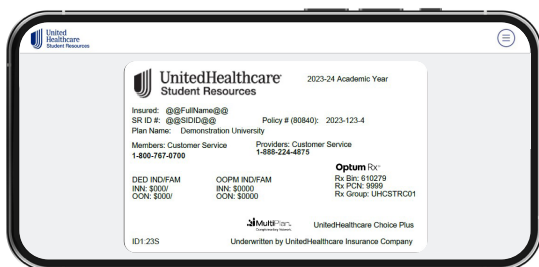 United
Healthcare
Student Resources
UnitedHealthcare
Student Resources
2023-24 Academic Year
Insured: @@FullName@@
SR ID #: @@SIDID@@ Policy # (80840): 2023-123-4
Plan Name: Demonstration University
Members: Customer Service Providers: Customer Service
1-800-767-0700 1-888-224-4875
Optum Rx
DED IND/FAM OOPM IND/FAM Rx Bin: 610279
INN: $000/ INN: $0000 Rx PCN: 9999
OON: $000/ OON: $0000 Rx Group: UHCSTRC01
MultiPlan. UnitedHealthcare Choice Plus
Complementary Network
ID1:23S Underwritten by UnitedHealthcare Insurance Company